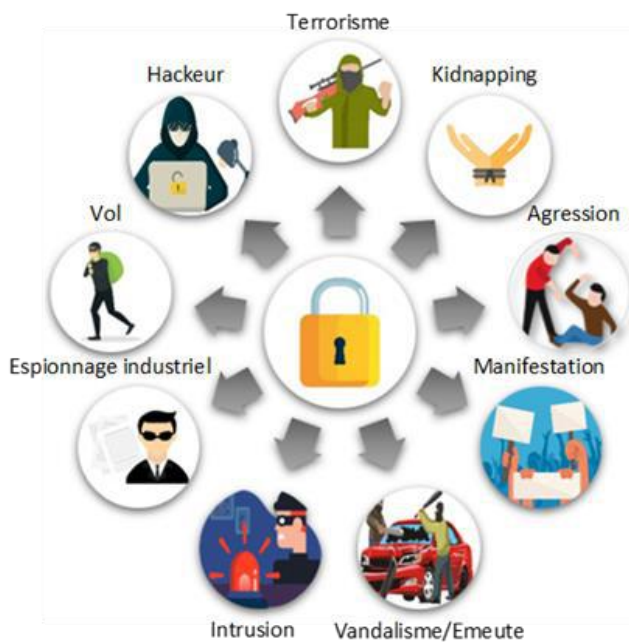 Terrorisme
Hackeur
Kidnapping
Vol
Agression
Espionnage industriel
Manifestation
Intrusion
Vandalisme/Emeute